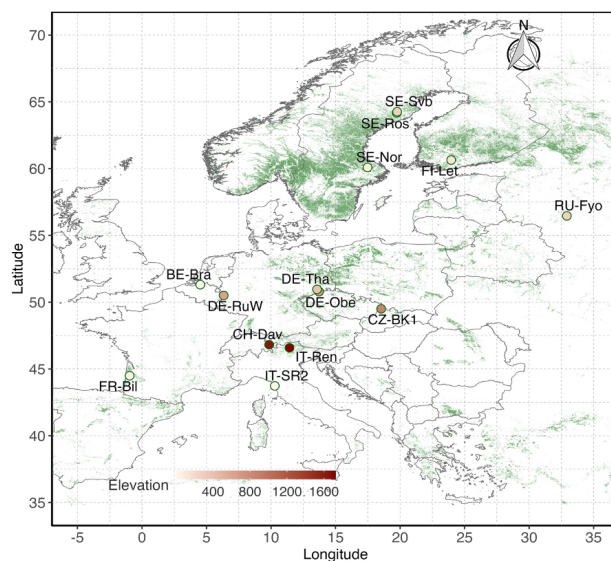 N
70
65
60
55
50
45
40
35
Latitude
SE-Svb
SE-Ros
SE-Nor
FI-Let
RU-Fyo
BE-Bra
DE-Tha
DE-RuW
DE-Obe
CZ-BK1
CH-Dav
IT-Ren
FR-Bil
IT-SR2
Elevation
400 800 1200 1600
-5 0 5 10 15 20 25 30 35
Longitude